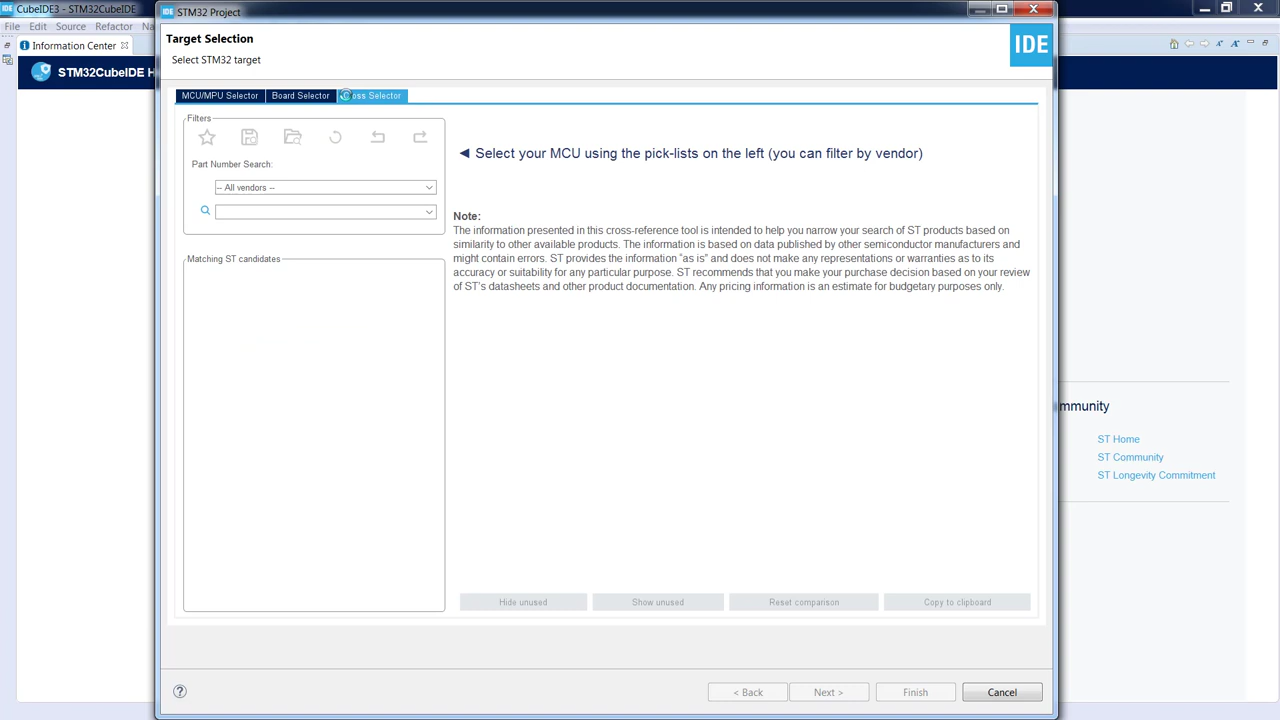 CubeIDE3 - STM32CubeIDE
IDE STM32 Project
File Edit Source Refactor Na
Information Center
STM32CubeIDE H
Target Selection
Select STM32 target
IDE
MCU/MPU Selector Board Selector Cross Selector
Filters
Part Number Search:
-- All vendors --
Matching ST candidates
◄ Select your MCU using the pick-lists on the left (you can filter by vendor)
Note:
The information presented in this cross-reference tool is intended to help you narrow your search of ST products based on
similarity to other available products. The information is based on data published by other semiconductor manufacturers and
might contain errors. ST provides the information “as is” and does not make any representations or warranties as to its
accuracy or suitability for any particular purpose. ST recommends that you make your purchase decision based on your review
of ST's datasheets and other product documentation. Any pricing information is an estimate for budgetary purposes only.
Hide unused Show unused Reset comparison Copy to clipboard
mmunity
ST Home
ST Community
ST Longevity Commitment
< Back Next > Finish Cancel